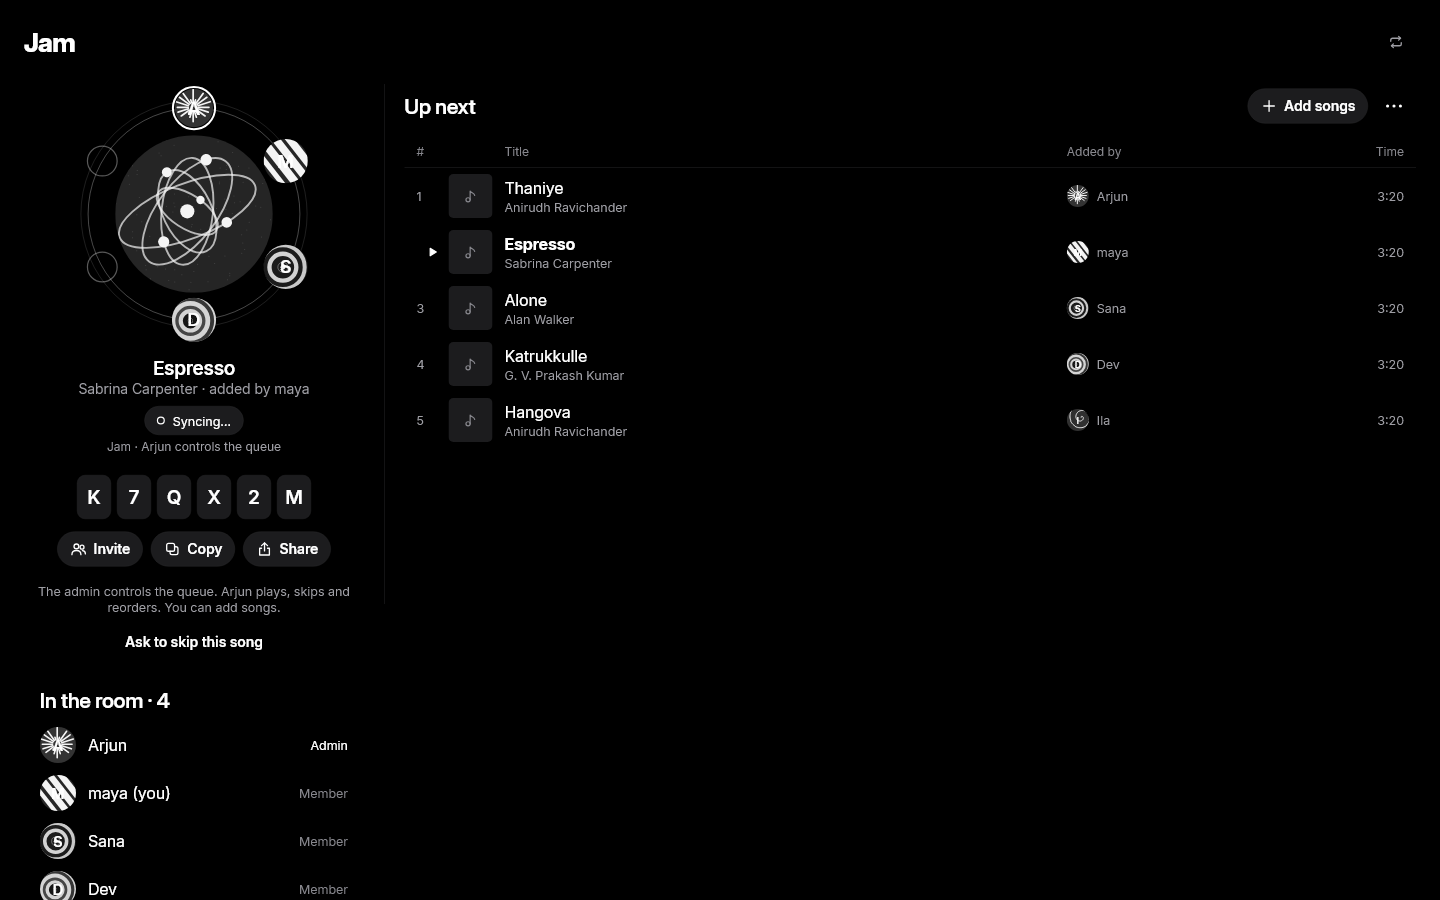 Jam
A
S
D
Espresso
Sabrina Carpenter · added by maya
Syncing...
Jam · Arjun controls the queue
K 7 Q X 2 M
Invite Copy Share
The admin controls the queue. Arjun plays, skips and
reorders. You can add songs.
Ask to skip this song
In the room · 4
Arjun Admin
maya (you) Member
S Sana Member
D Dev Member
Up next
Add songs
# Title Added by Time
1 Thaniye Arjun 3:20
Anirudh Ravichander
Espresso maya 3:20
Sabrina Carpenter
3 Alone S Sana 3:20
Alan Walker
4 Katrukkulle D Dev 3:20
G. V. Prakash Kumar
5 Hangova Ila 3:20
Anirudh Ravichander